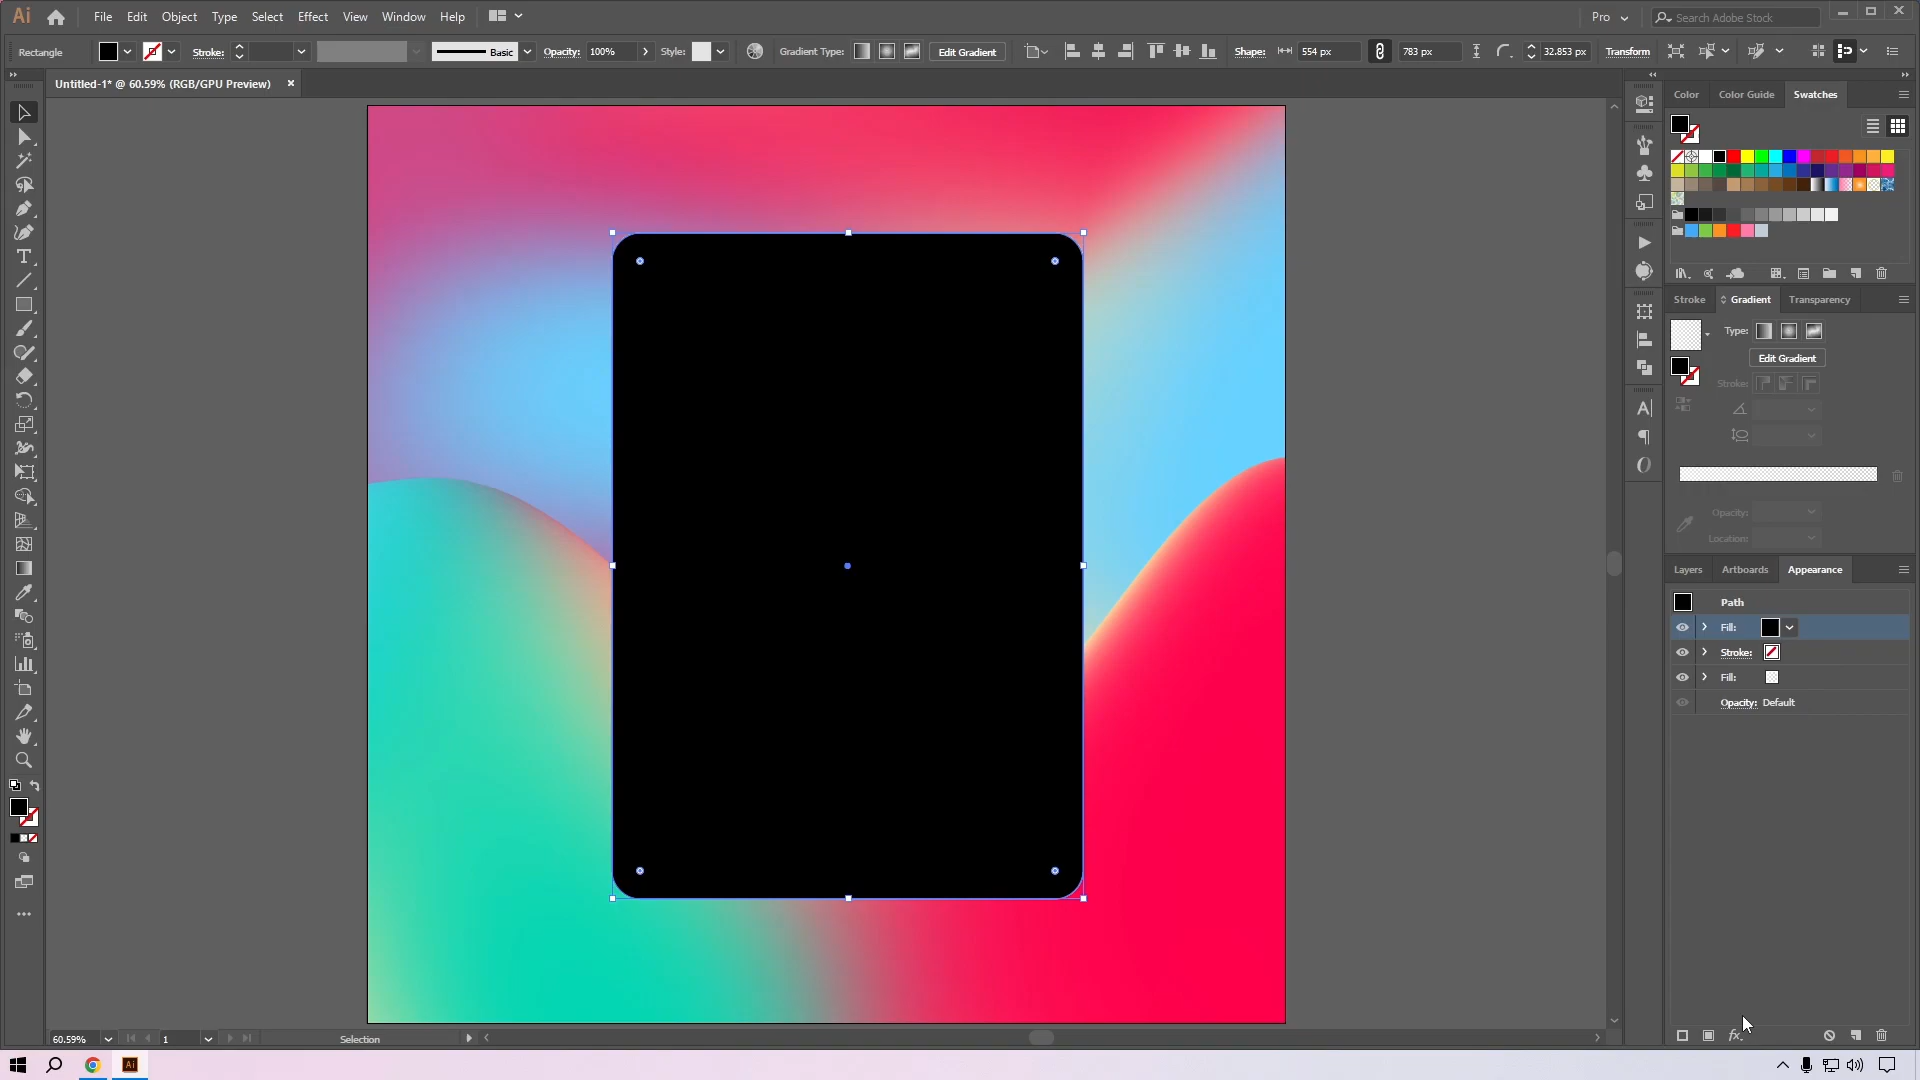 Ai File Edit Object Type Select Effect View Window Help Pro Search Adobe Stock
Rectangle Stroke: Basic Opacity: 100% Style: Gradient Type: Edit Gradient Shape: 554 px 783 px 32.853 px Transform
Untitled-1* @ 60.59% (RGB/GPU Preview) ×
Color Color Guide Swatches
Stroke Gradient Transparency
Type:
Edit Gradient
Stroke:
Opacity:
Location:
Layers Artboards Appearance
Path
Fill:
Stroke:
Fill:
Opacity: Default
fx
60.59% 1 Selection
Ai